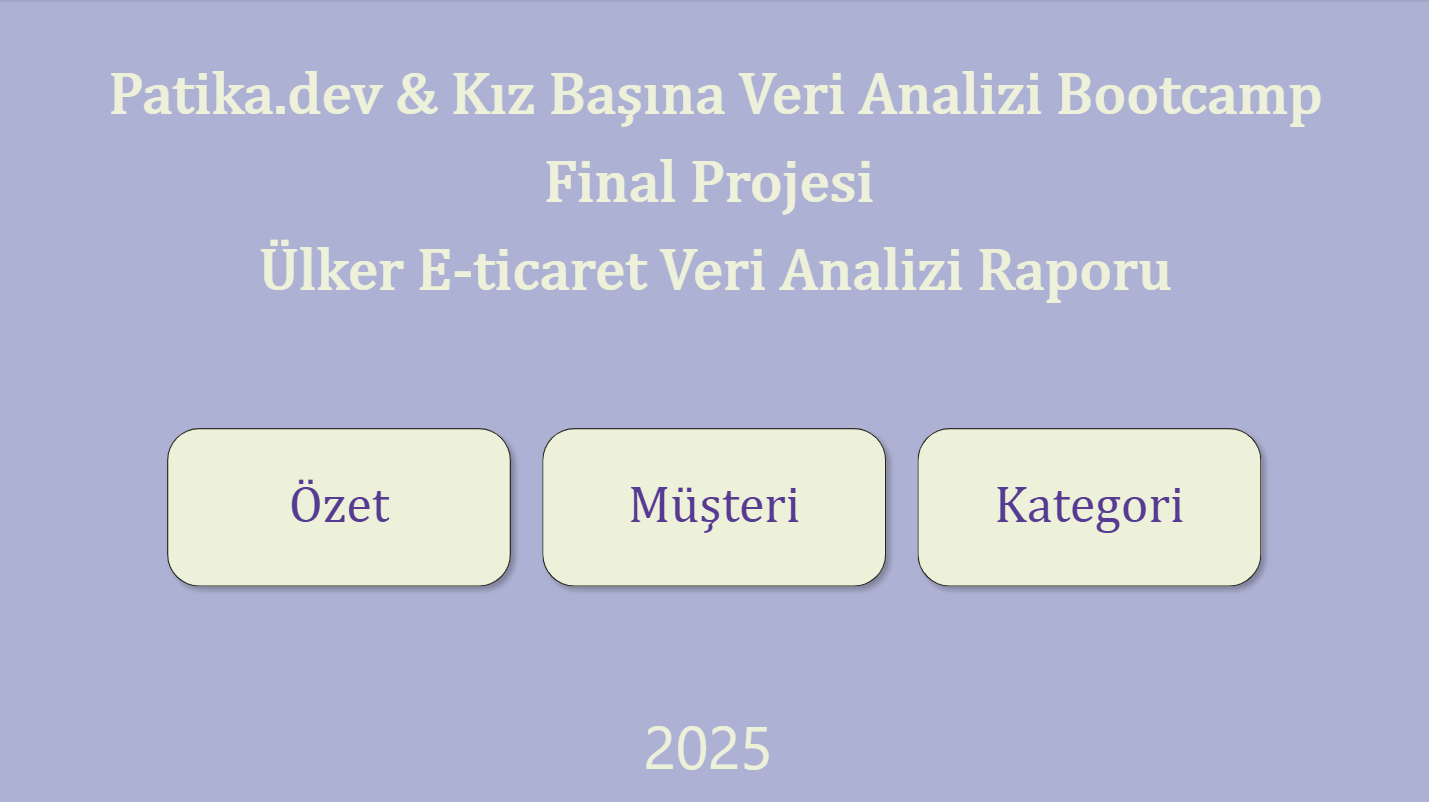 Patika.dev & Kız Başına Veri Analizi Bootcamp
Final Projesi
Ülker E-ticaret Veri Analizi Raporu
Özet
Müşteri
Kategori
2025